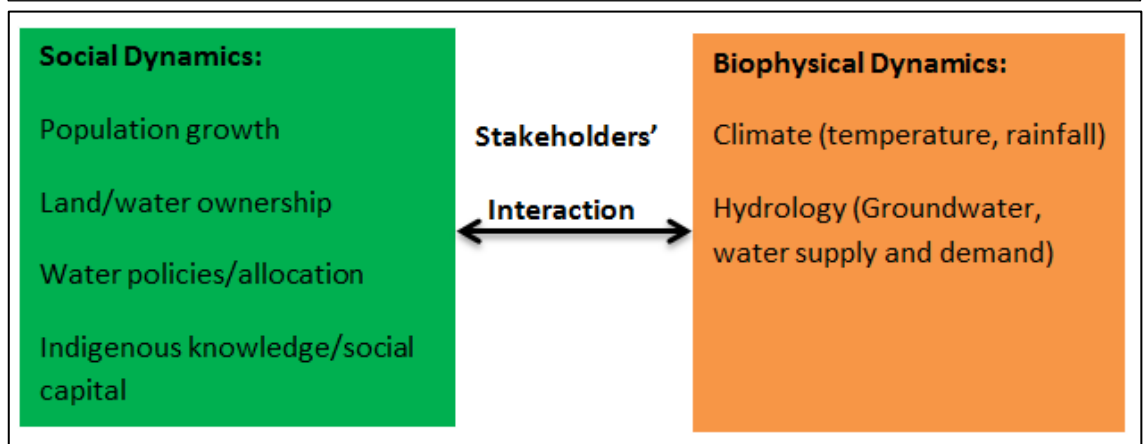 Social Dynamics:
Population growth
Land/water ownership
Water policies/allocation
Indigenous knowledge/social
capital
Stakeholders’
Interaction
Biophysical Dynamics:
Climate (temperature, rainfall)
Hydrology (Groundwater,
water supply and demand)